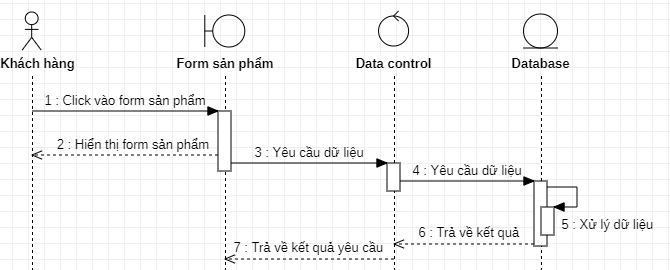 Khách hàng
Form sản phẩm
Data control
Database
1 : Click vào form sản phẩm
2 : Hiển thị form sản phẩm
3 : Yêu cầu dữ liệu
4 : Yêu cầu dữ liệu
5 : Xử lý dữ liệu
6 : Trả về kết quả
7 : Trả về kết quả yêu cầu